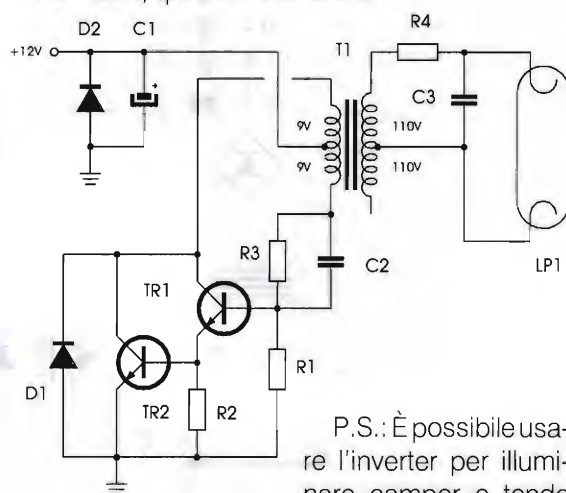 D2
C1
R4
+12V
T1
+
C3
9V
110V
9V
110V
R3
C2
LP1
TR1
D1
R1
TR2
R2
P.S.: È possibile usa-
re l'inverter per illumi-